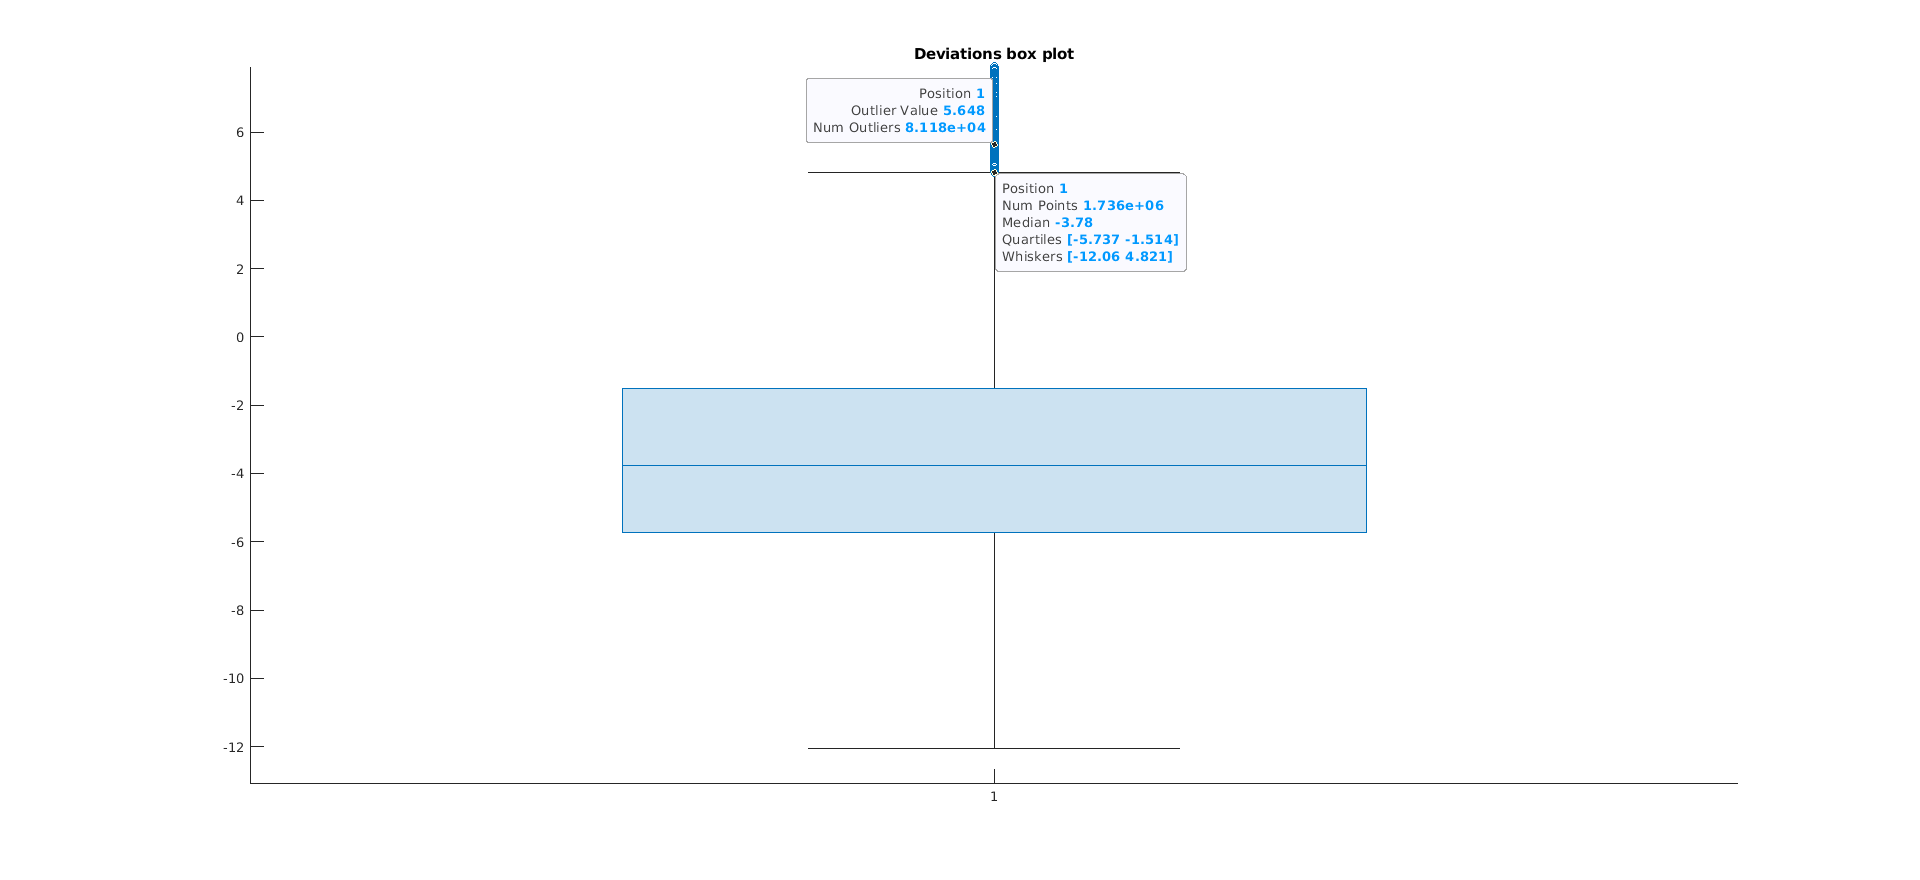 Deviations box plot
Position 1
Outlier Value 5.648
Num Outliers 8.118e+04
Position 1
Num Points 1.736e+06
Median -3.78
Quartiles [-5.737 -1.514]
Whiskers [-12.06 4.821]
6
4
2
0
-2
-4
-6
-8
-10
-12
1